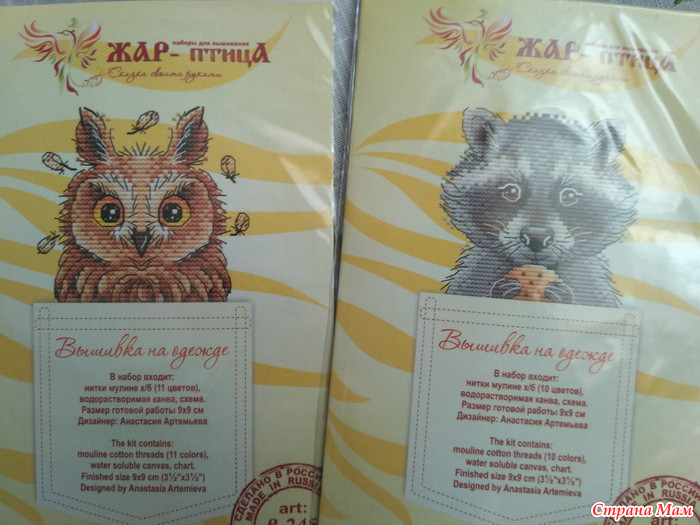 наборы для вышивания
ЖАР-ПТИЦА
Сказка своими руками
Вышивка на одежде
В набор входит:
нитки мулине х/б (11 цветов),
водорастворимая канва, схема.
Размер готовой работы 9х9 см
Дизайнер: Анастасия Артемьева
The kit contains:
mouline cotton threads (11 colors),
water soluble canvas, chart.
Finished size 9x9 cm (3½"x3½")
Designed by Anastasia Artemieva
СДЕЛАНО В РОССИИ
MADE IN RUSSIA
art:
наборы для вышивания
ЖАР-ПТИЦА
Сказка своими руками
Вышивка на одежде
В набор входит:
нитки мулине х/б (10 цветов),
водорастворимая канва, схема.
Размер готовой работы 9х9 см
Дизайнер: Анастасия Артемьева
The kit contains:
mouline cotton threads (10 colors),
water soluble canvas, chart.
Finished size 9x9 cm (3½"x3½")
Designed by Anastasia Artemieva
art:
Страна Мам